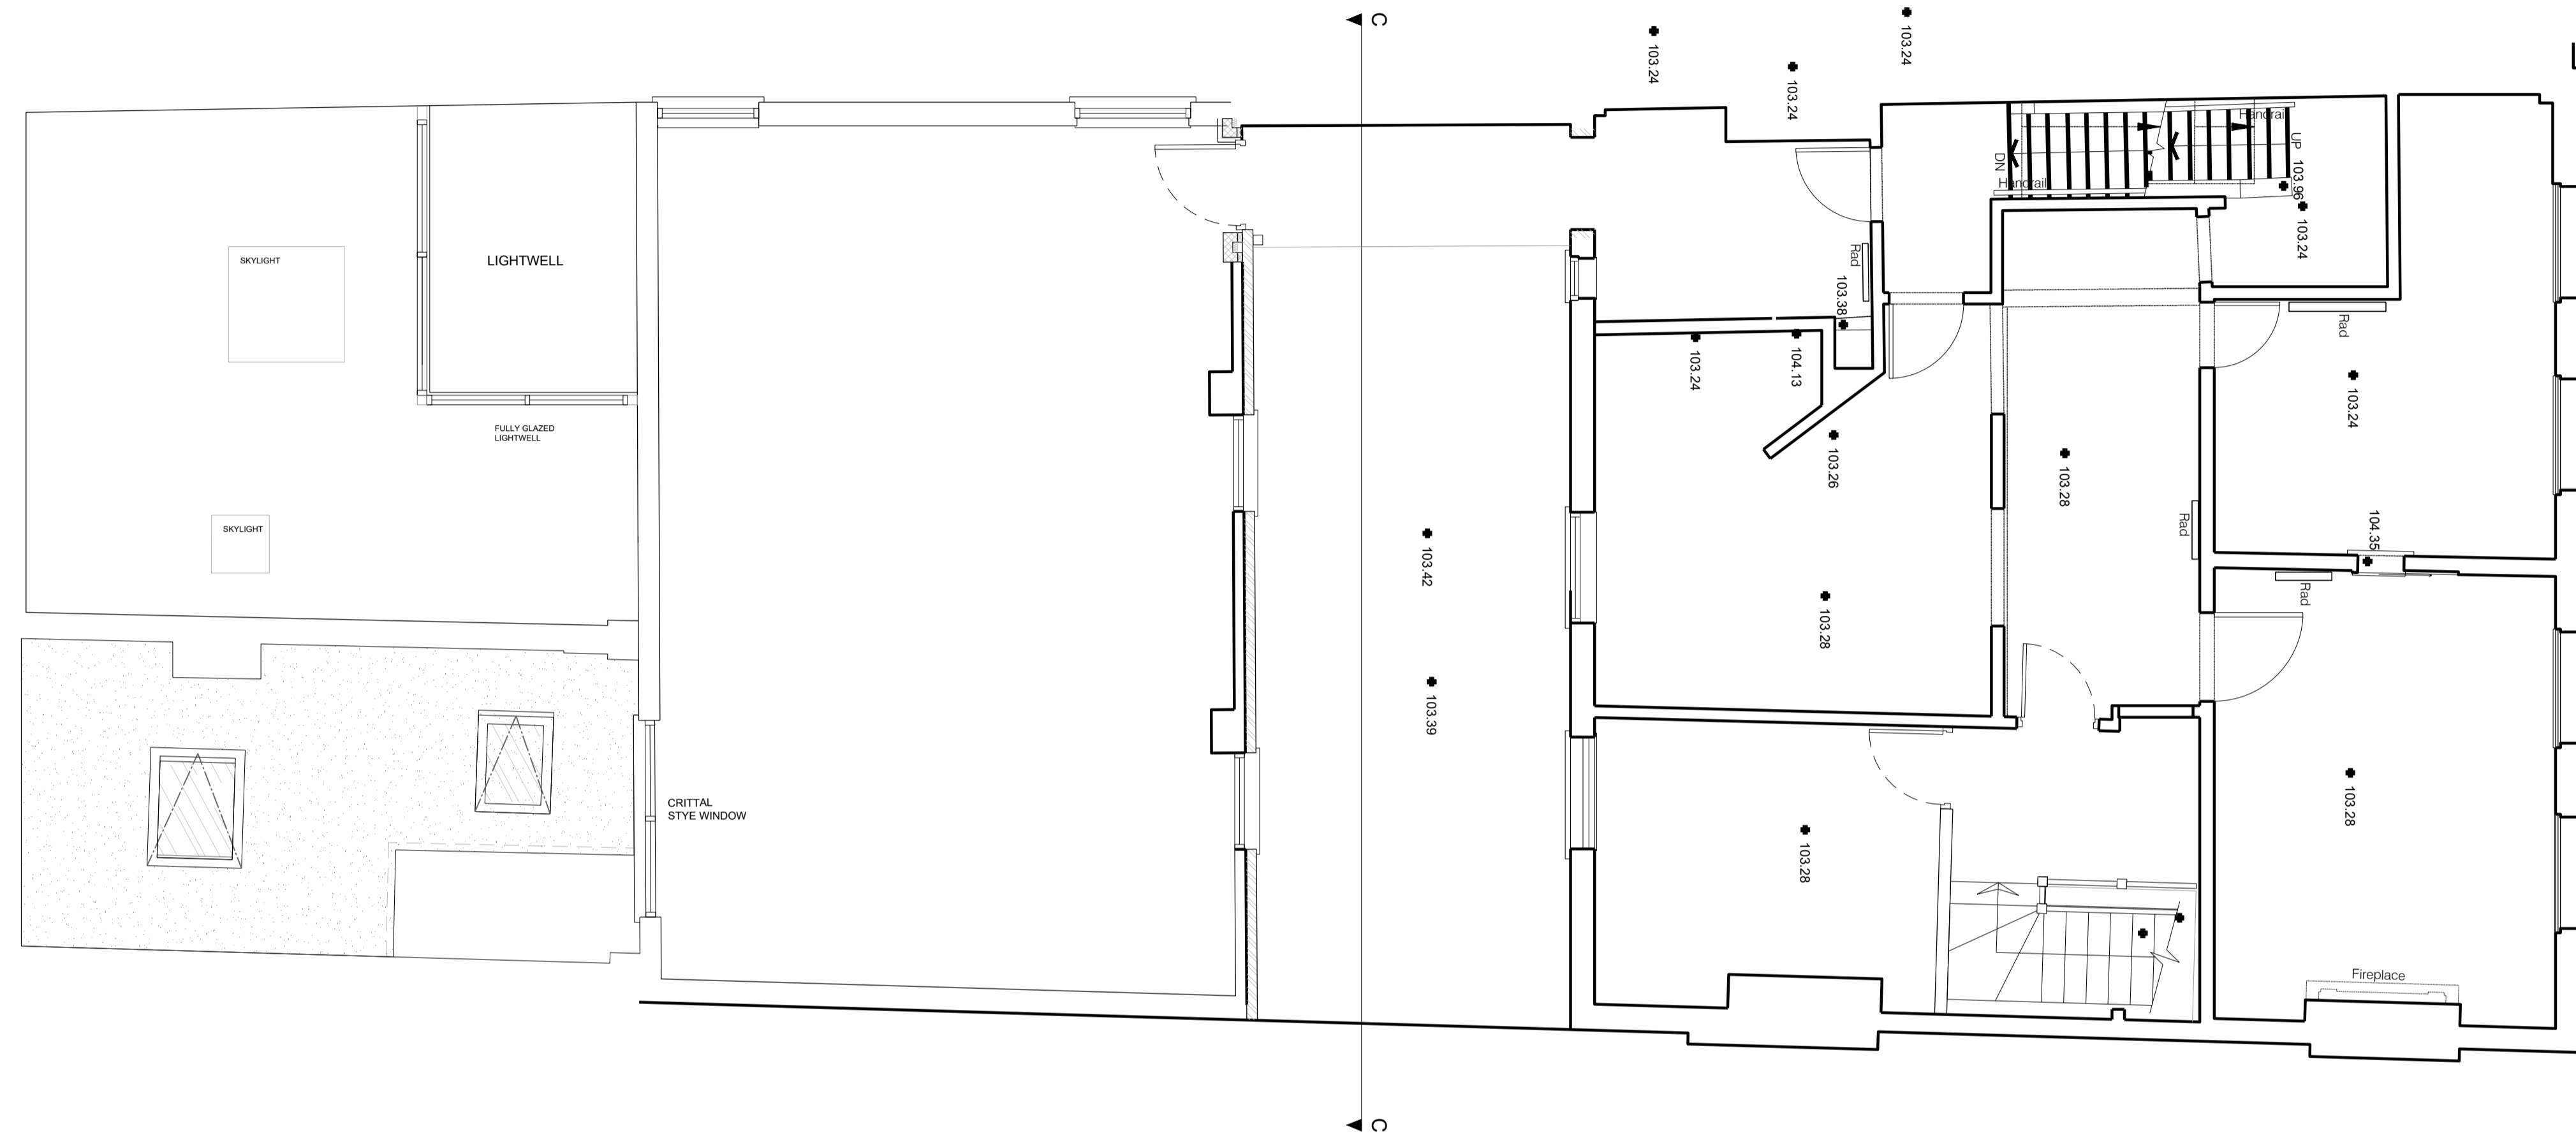 C
103.24
103.24
103.24
Handrail
UP
103.96
DN
Handrail
103.24
LIGHTWELL
SKYLIGHT
Rad
103.38
Rad
103.24
104.13
103.24
FULLY GLAZED
LIGHTWELL
103.26
103.28
SKYLIGHT
Rad
104.35
103.42
Rad
103.28
103.39
103.28
CRITTAL
STYE WINDOW
103.28
Fireplace
C